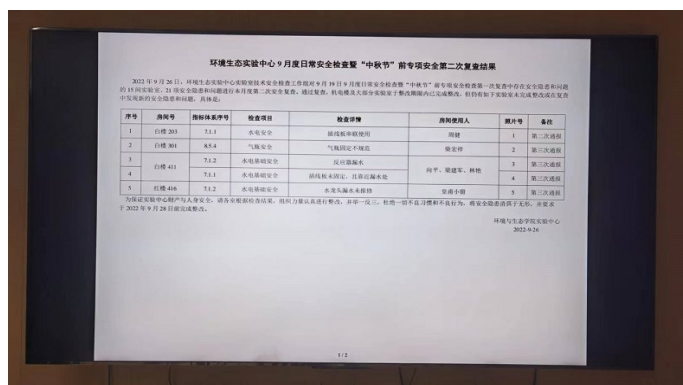 环境生态实验中心9月度日常安全检查暨“中秋节”前专项安全第二次复查结果
2022年9月26日,环境生态实验中心实验室技术安全检查工作组对9月19日9月度日常安全检查暨“中秋节”前专项安全检查第一次复查中存在安全隐患和问题
的15间实验室、21项安全隐患和问题进行本月度第二次安全复查。通过复查,机电楼及大部分实验室于整改期限内已完成整改,但仍有如下实验室未完成整改或在复查
中发现新的安全隐患和问题,具体是:
序号 房间号 指标体系序号 检查项目 检查详情 房间使用人 照片号 备注
1 白楼203 7.1.1 水电安全 插线板串联使用 周健 1 第二次通报
2 白楼301 8.5.4 气瓶安全 气瓶固定不规范 柴宏祥 2 第三次通报
3 白楼411 7.1.2 水电基础安全 反应器漏水 向平、梁建军、林艳 3 第三次通报
4 7.1.1 水电基础安全 插线板未固定,且靠近漏水处 4 第三次通报
5 红楼416 7.1.2 水电基础安全 水龙头漏水未报修 5 第三次通报
为保证实验中心财产与人身安全,请各室根据检查结果,组织力量认真进行整改,并举一反三,杜绝一切不良习惯和不良行为,将安全隐患消弭于无形,并要求
于2022年9月28日前完成整改。
环境与生态学院实验中心
2022-9-26
1/2